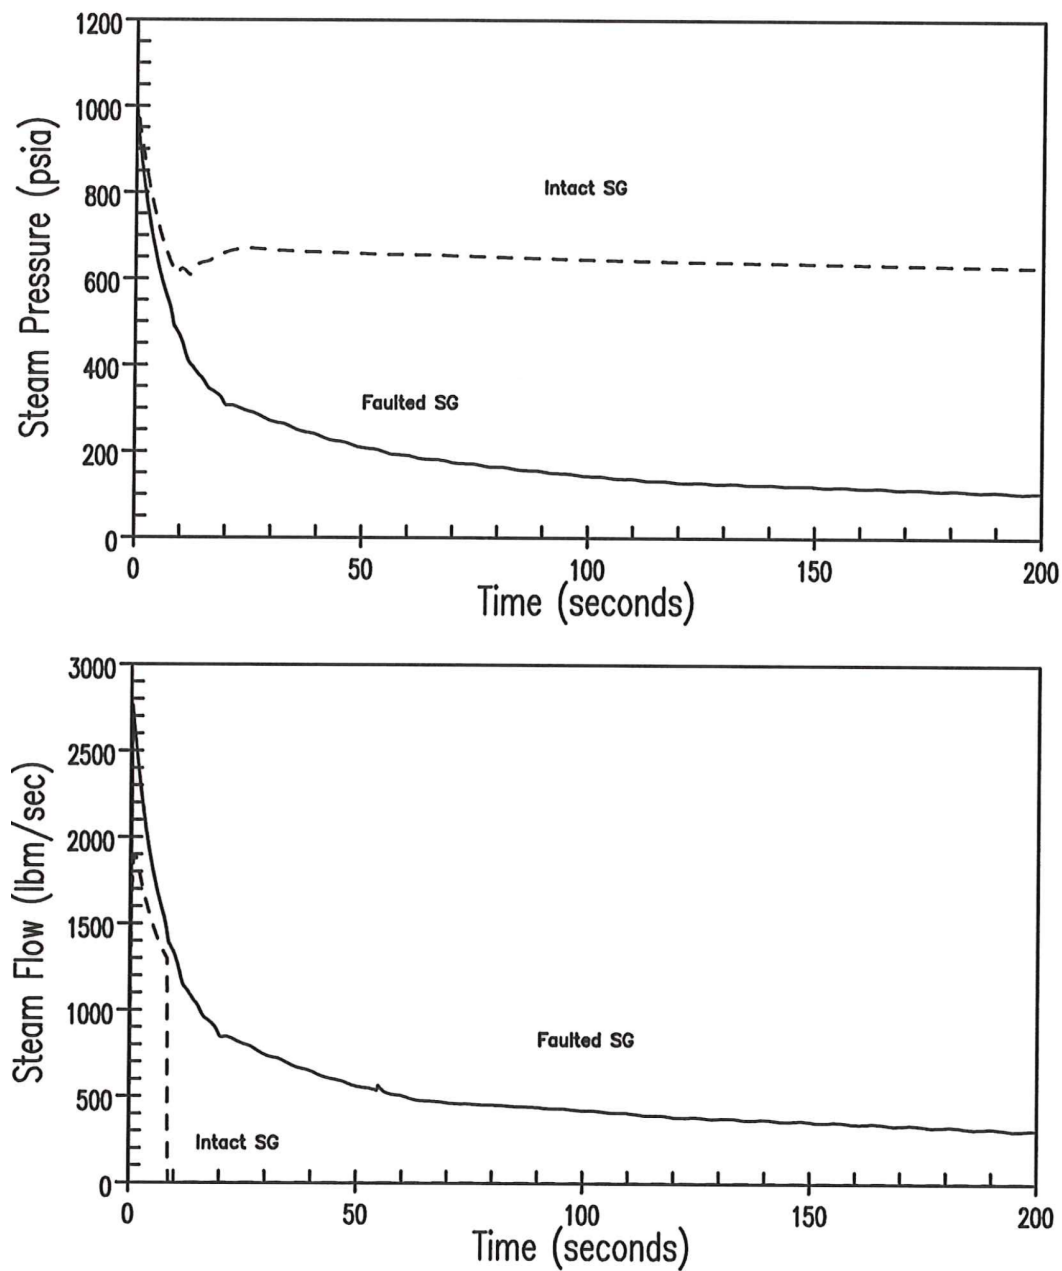 1200
1000
800
600
400
200
0
Steam Pressure (psia)
Intact SG
Faulted SG
0 50 100 150 200
Time (seconds)
3000
2500
2000
1500
1000
500
0
Steam Flow (lbm/sec)
Faulted SG
Intact SG
0 50 100 150 200
Time (seconds)